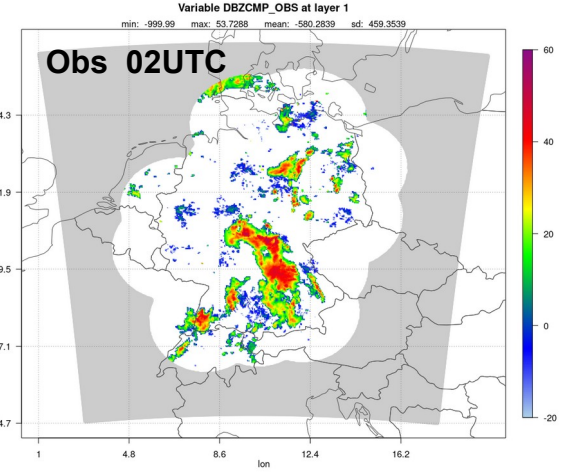 Variable DBZCMP_OBS at layer 1
min: -999.99 max: 53.7288 mean: -580.2839 sd: 459.3539
Obs 02UTC
60
4.3
40
1.9
20
9.5
0
7.1
4.7
-20
1 4.8 8.6 12.4 16.2
lon